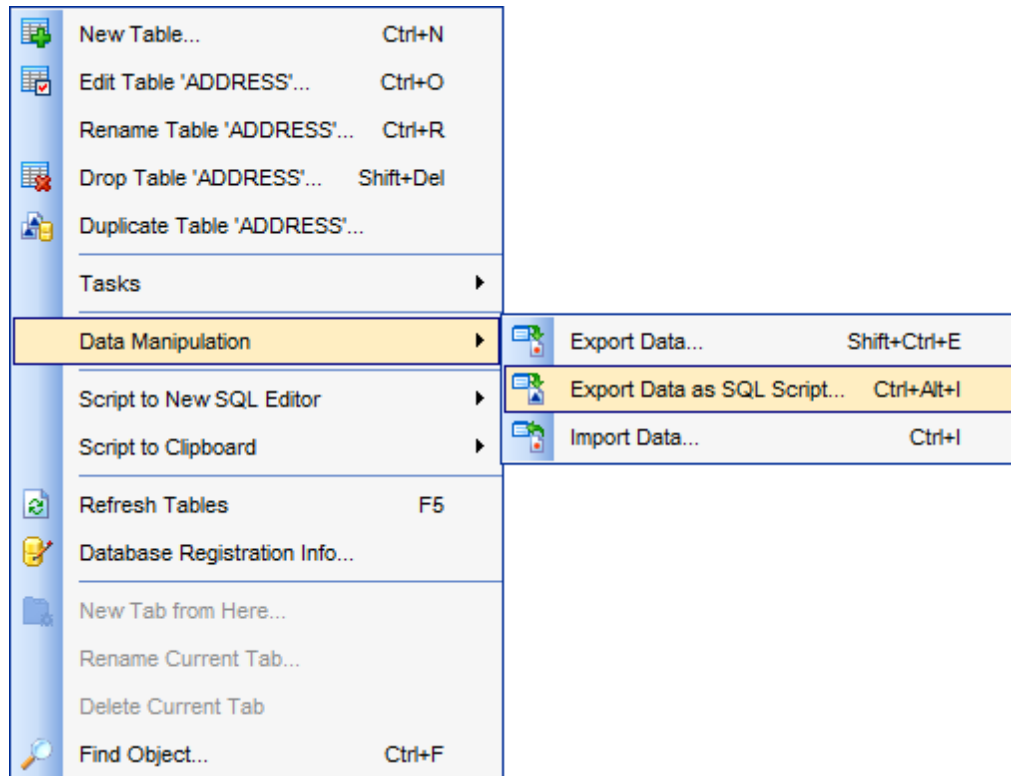 New Table... Ctrl+N
Edit Table 'ADDRESS'... Ctrl+O
Rename Table 'ADDRESS'... Ctrl+R
Drop Table 'ADDRESS'... Shift+Del
Duplicate Table 'ADDRESS'...
Tasks
Data Manipulation
Export Data... Shift+Ctrl+E
Export Data as SQL Script... Ctrl+Alt+I
Import Data... Ctrl+I
Script to New SQL Editor
Script to Clipboard
Refresh Tables F5
Database Registration Info...
New Tab from Here...
Rename Current Tab...
Delete Current Tab
Find Object... Ctrl+F